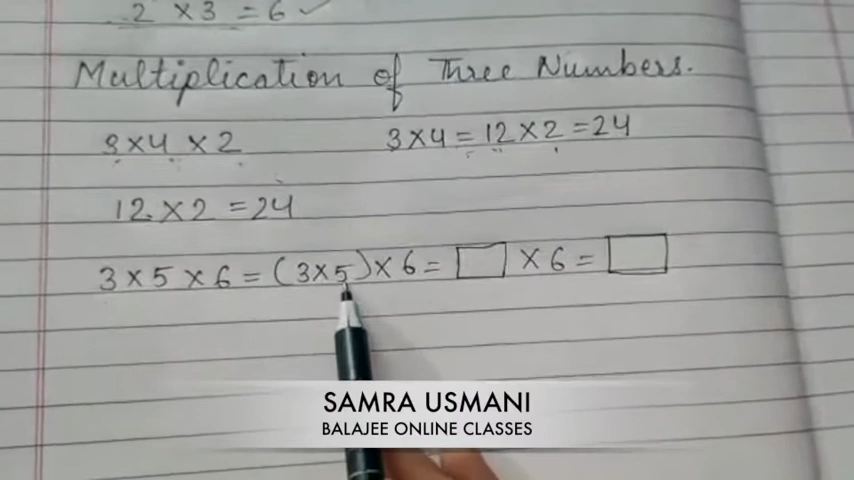 2 × 3 = 6 ✓
Multiplication of Three Numbers.
3×4 × 2 3×4 = 12×2 = 24
12 × 2 = 24
3 × 5 × 6 = (3×5)× 6 = □ × 6 = □
SAMRA USMANI
BALAJEE ONLINE CLASSES